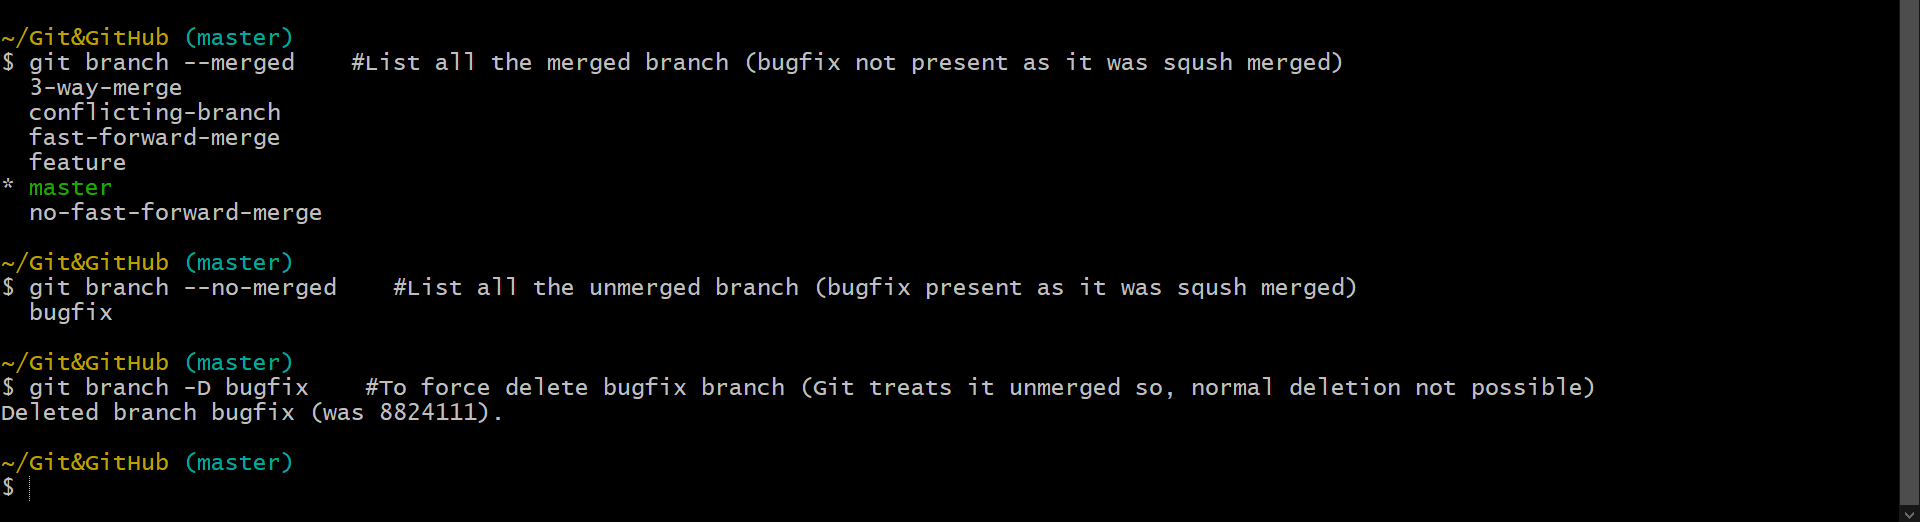 ~/Git&GitHub (master)
$ git branch --merged    #List all the merged branch (bugfix not present as it was sqush merged)
  3-way-merge
  conflicting-branch
  fast-forward-merge
  feature
* master
  no-fast-forward-merge

~/Git&GitHub (master)
$ git branch --no-merged    #List all the unmerged branch (bugfix present as it was sqush merged)
  bugfix

~/Git&GitHub (master)
$ git branch -D bugfix    #To force delete bugfix branch (Git treats it unmerged so, normal deletion not possible)
Deleted branch bugfix (was 8824111).

~/Git&GitHub (master)
$